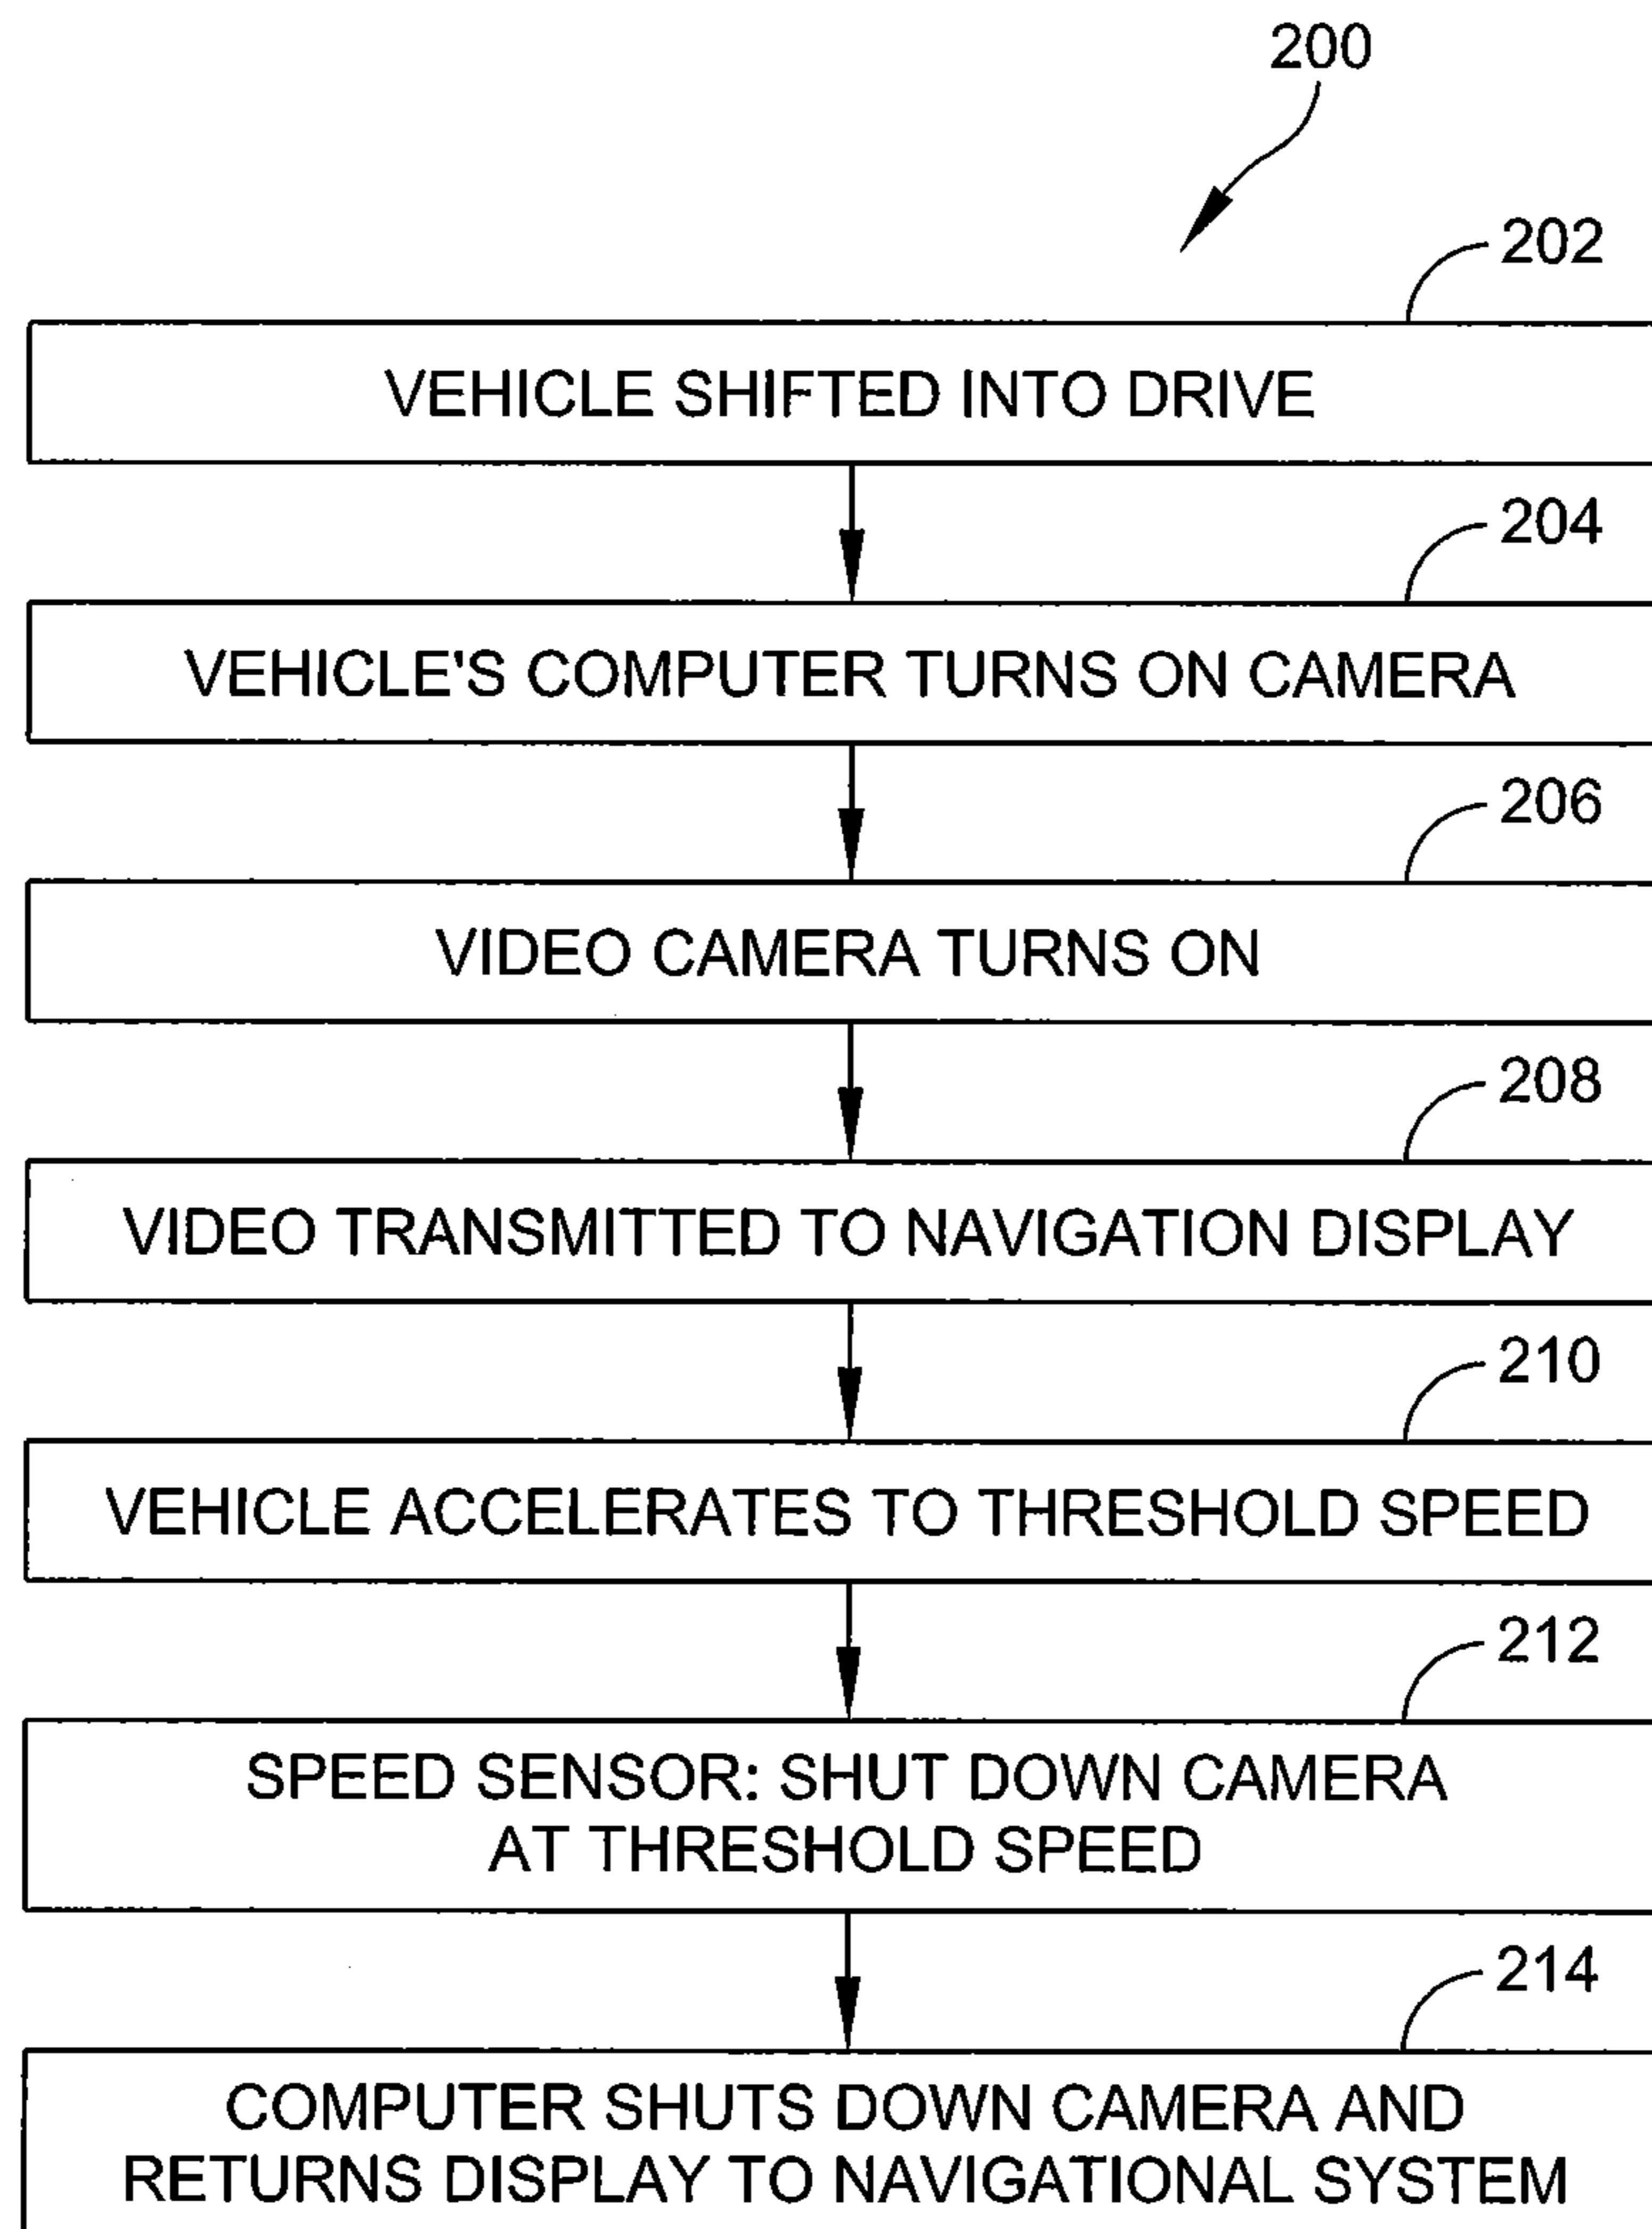 200
202
VEHICLE SHIFTED INTO DRIVE
204
VEHICLE'S COMPUTER TURNS ON CAMERA
206
VIDEO CAMERA TURNS ON
208
VIDEO TRANSMITTED TO NAVIGATION DISPLAY
210
VEHICLE ACCELERATES TO THRESHOLD SPEED
212
SPEED SENSOR: SHUT DOWN CAMERA
AT THRESHOLD SPEED
214
COMPUTER SHUTS DOWN CAMERA AND
RETURNS DISPLAY TO NAVIGATIONAL SYSTEM